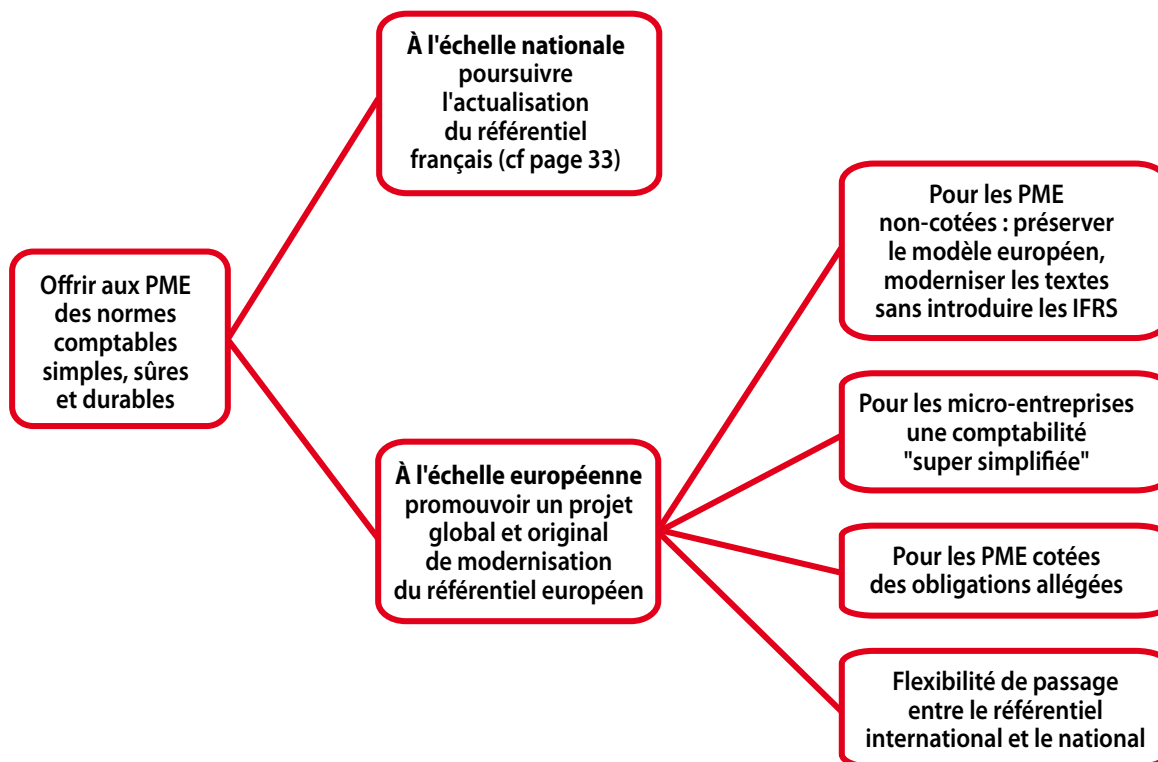 Offrir aux PME
des normes
comptables
simples, sûres
et durables
À l'échelle nationale
poursuivre
l'actualisation
du référentiel
français (cf page 33)
À l'échelle européenne
promouvoir un projet
global et original
de modernisation
du référentiel européen
Pour les PME
non-cotées : préserver
le modèle européen,
moderniser les textes
sans introduire les IFRS
Pour les micro-entreprises
une comptabilité
"super simplifiée"
Pour les PME cotées
des obligations allégées
Flexibilité de passage
entre le référentiel
international et le national